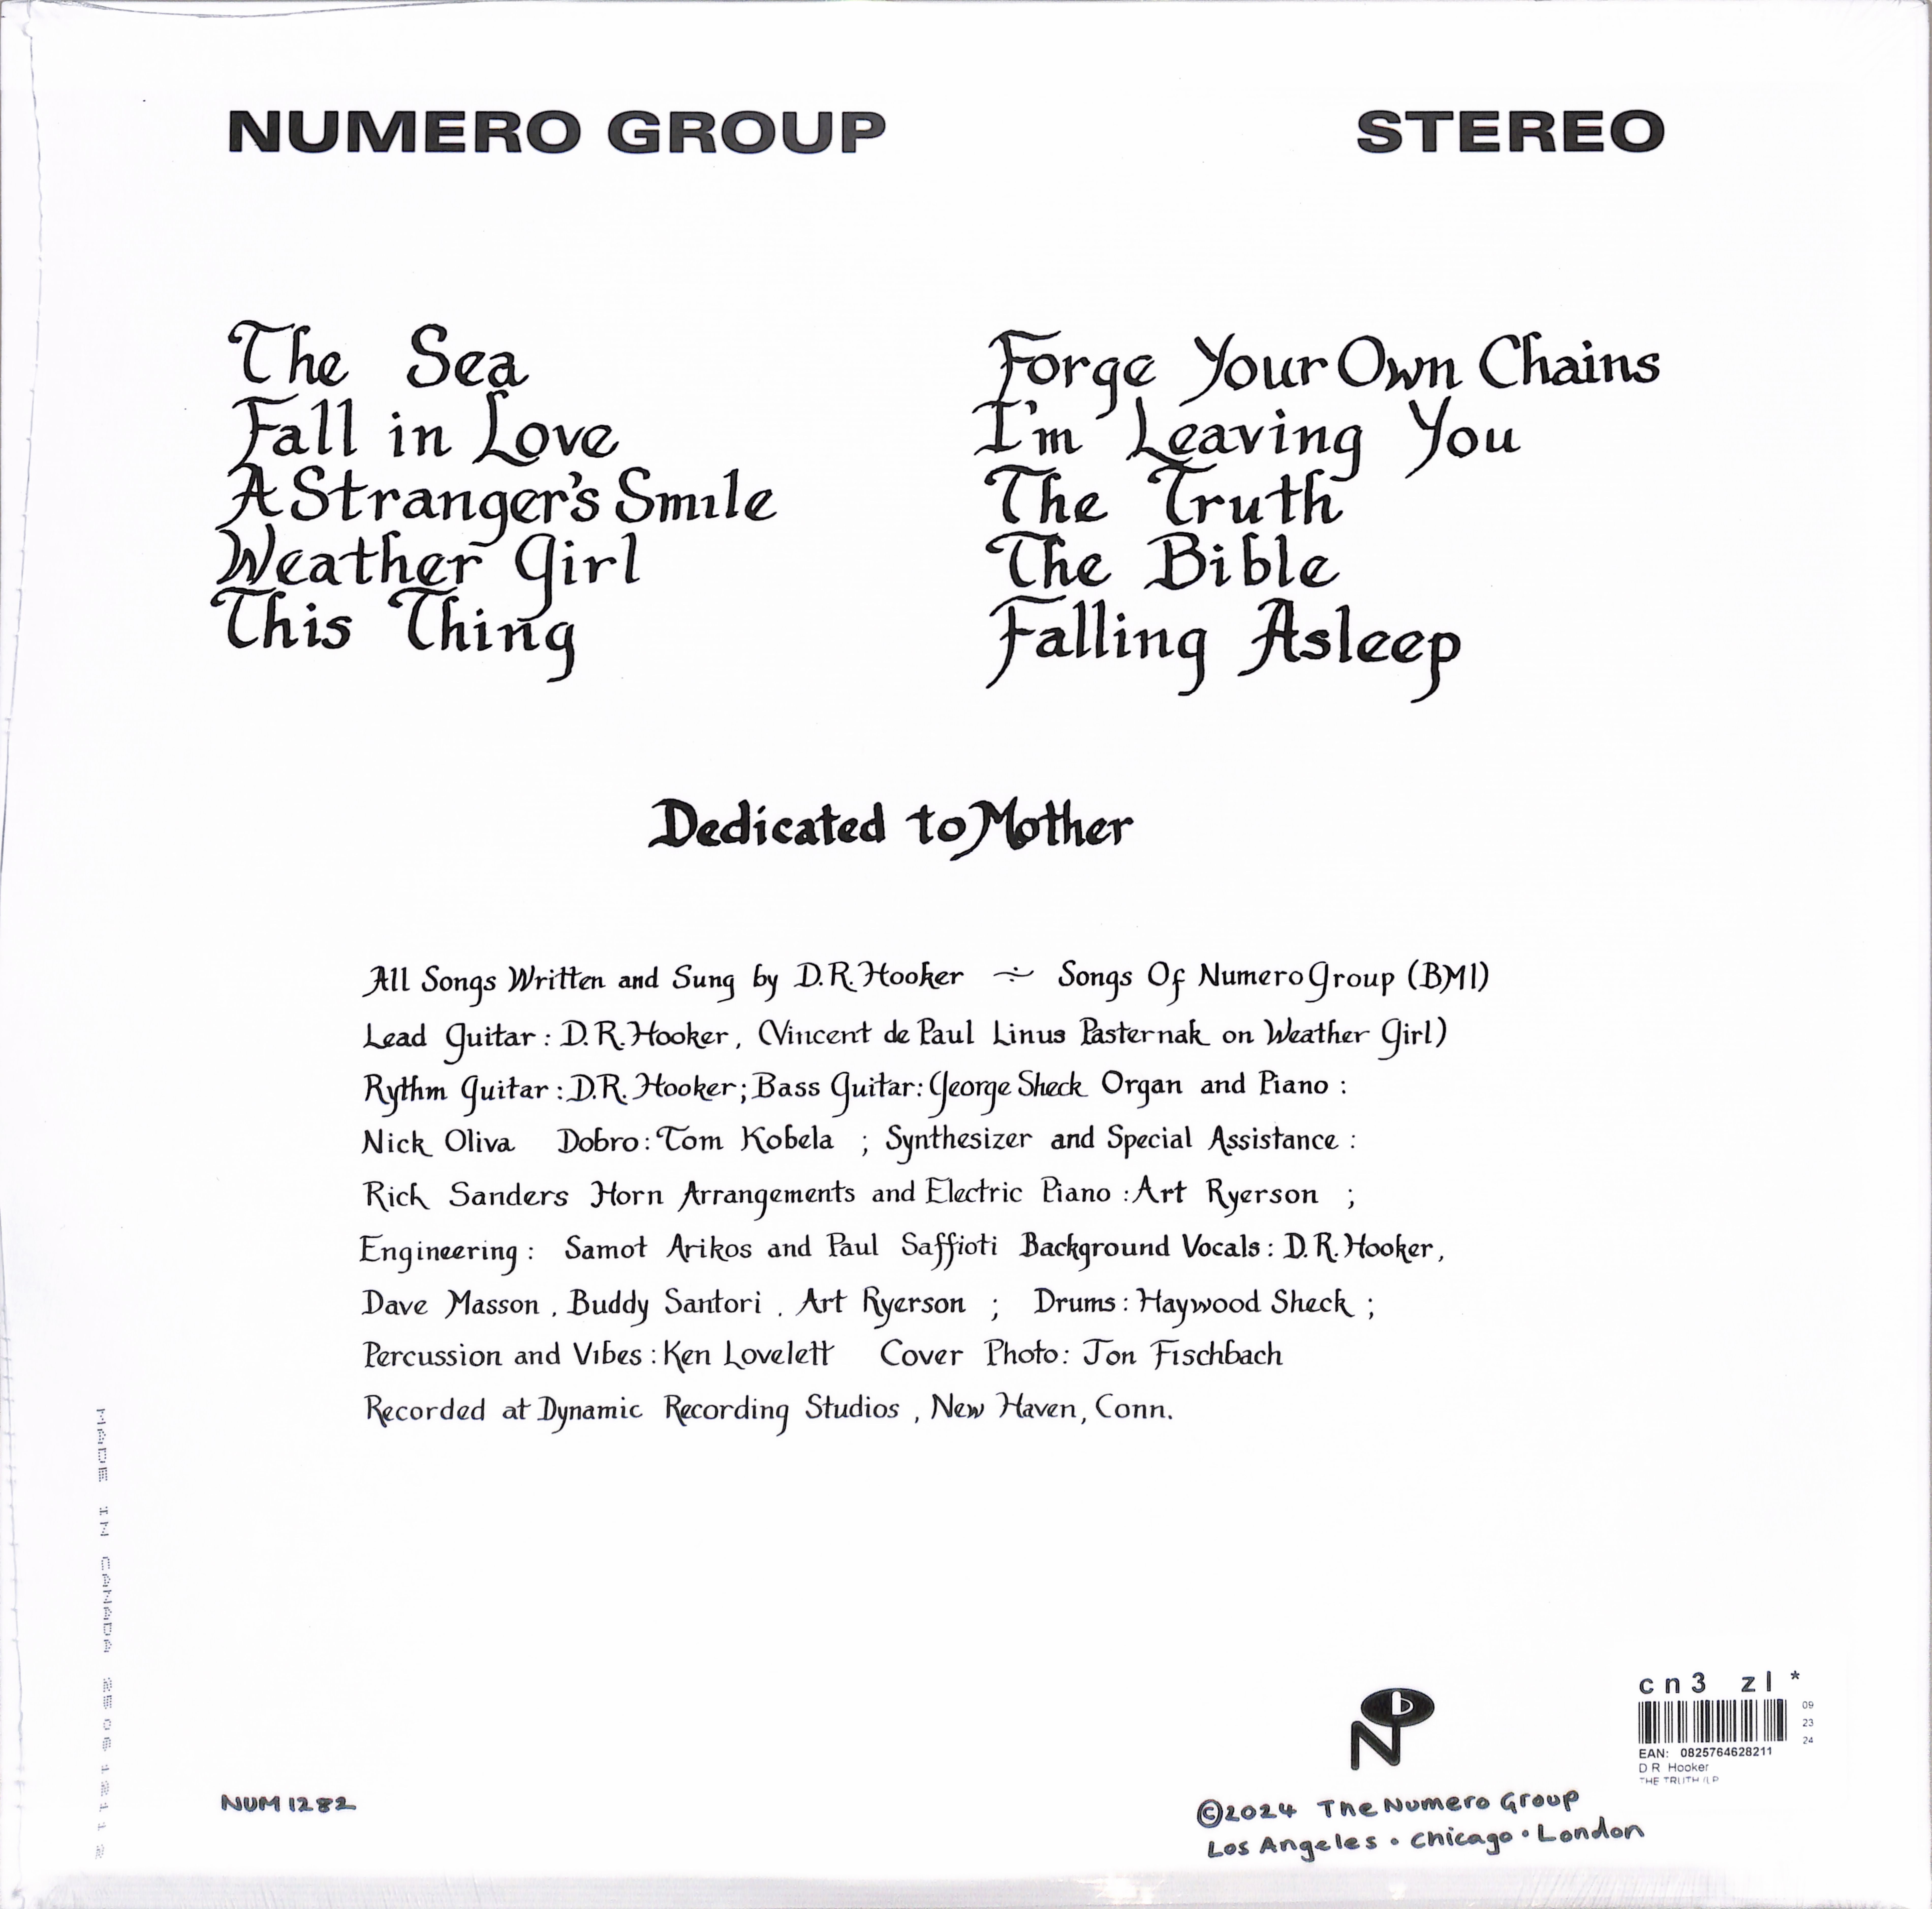 NUMERO GROUP
STEREO
The Sea
Fall in Love
A Stranger's Smile
Weather Girl
This Thing
Forge Your Own Chains
I'm Leaving You
The Truth
The Bible
Falling Asleep
Dedicated to Mother
All Songs Written and Sung by D.R. Hooker ÷ Songs Of Numero Group (BMI)
Lead Guitar: D.R. Hooker, (Vincent de Paul Linus Pasternak on Weather Girl)
Rythm Guitar: D.R. Hooker; Bass Guitar: George Sheck Organ and Piano:
Nick Oliva Dobro: Tom Kobela ; Synthesizer and Special Assistance:
Rich Sanders Horn Arrangements and Electric Piano: Art Ryerson ;
Engineering: Samot Arikos and Paul Saffioti Background Vocals: D.R. Hooker,
Dave Masson, Buddy Santori, Art Ryerson ; Drums: Haywood Sheck ;
Percussion and Vibes: Ken Lovelett Cover Photo: Jon Fischbach
Recorded at Dynamic Recording Studios, New Haven, Conn.
MADE IN CANADA
NUM 1282
©2024 The Numero Group
Los Angeles • Chicago • London
cn3 zl *
09
23
24
EAN: 0825764628211
D R Hooker
THE TRUTH /LP